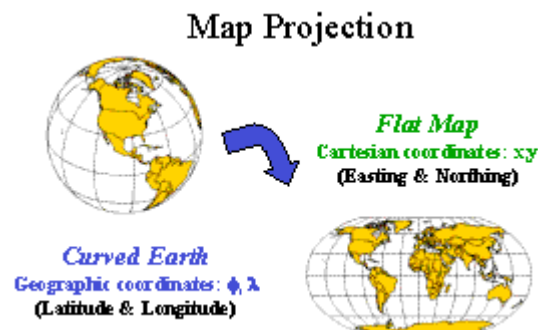 Map Projection
Flat Map
Cartesian coordinates: x,y
(Easting & Northing)
Curved Earth
Geographic coordinates: ϕ, λ
(Latitude & Longitude)